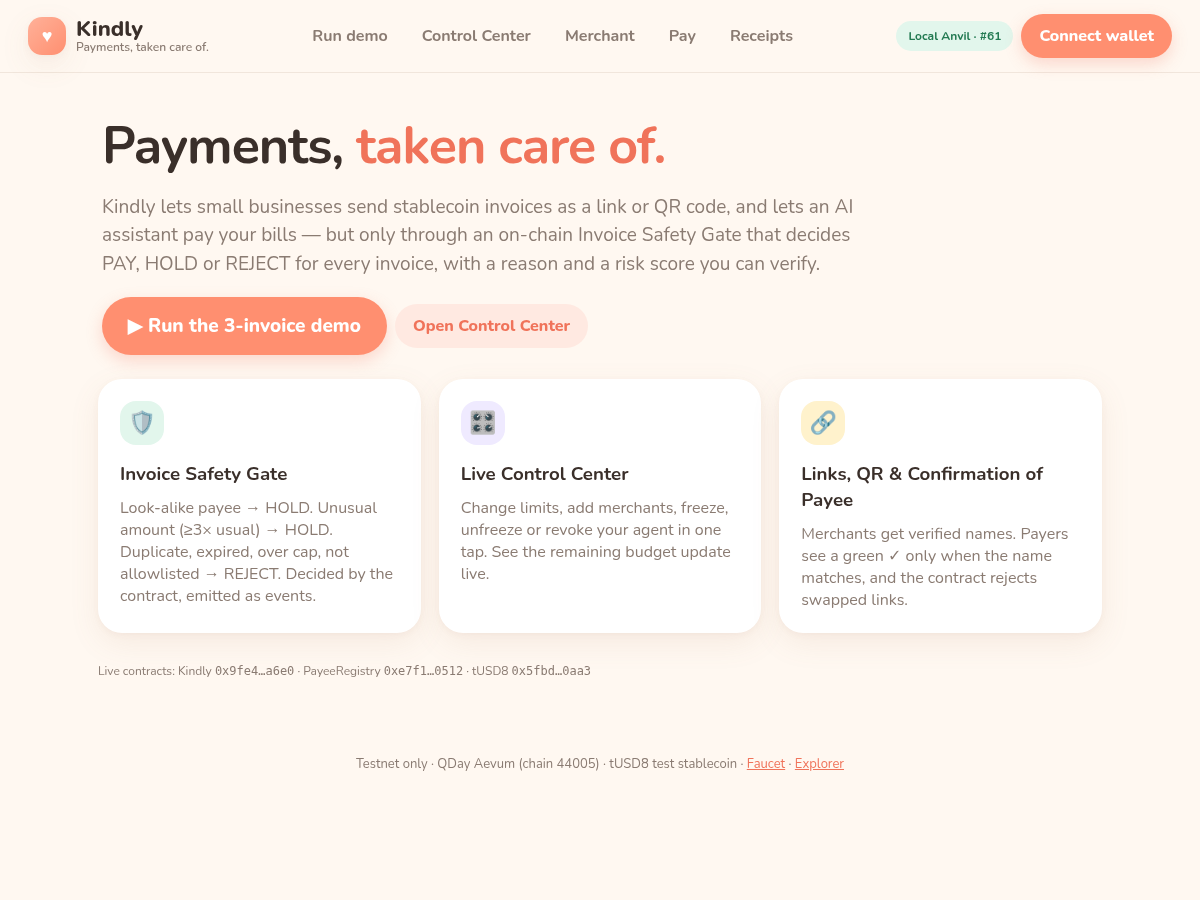 ♥
Kindly
Payments, taken care of.
Run demo
Control Center
Merchant
Pay
Receipts
Local Anvil · #61
Connect wallet
Payments, taken care of.
Kindly lets small businesses send stablecoin invoices as a link or QR code, and lets an AI
assistant pay your bills — but only through an on-chain Invoice Safety Gate that decides
PAY, HOLD or REJECT for every invoice, with a reason and a risk score you can verify.
▶ Run the 3-invoice demo
Open Control Center
Invoice Safety Gate
Look-alike payee → HOLD. Unusual
amount (≥3× usual) → HOLD.
Duplicate, expired, over cap, not
allowlisted → REJECT. Decided by the
contract, emitted as events.
Live Control Center
Change limits, add merchants, freeze,
unfreeze or revoke your agent in one
tap. See the remaining budget update
live.
Links, QR & Confirmation of
Payee
Merchants get verified names. Payers
see a green ✓ only when the name
matches, and the contract rejects
swapped links.
Live contracts: Kindly 0x9fe4…a6e0 · PayeeRegistry 0xe7f1…0512 · tUSD8 0x5fbd…0aa3
Testnet only · QDay Aevum (chain 44005) · tUSD8 test stablecoin · Faucet · Explorer